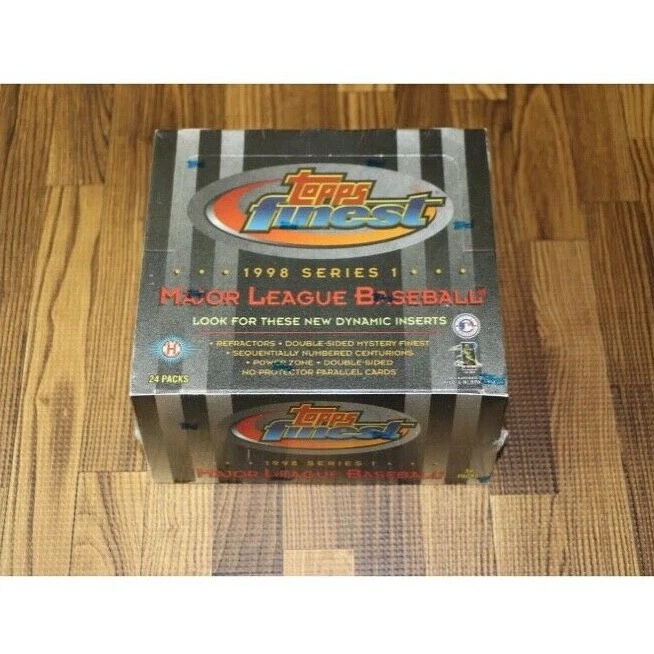 Topps
finest
1998 SERIES 1
MAJOR LEAGUE BASEBALL
LOOK FOR THESE NEW DYNAMIC INSERTS
• REFRACTORS • DOUBLE-SIDED MYSTERY FINEST
• SEQUENTIALLY NUMBERED CENTURIONS
• POWER ZONE • DOUBLE-SIDED
NO PROTECTOR PARALLEL CARDS
H
24 PACKS
Topps
finest
1998 SERIES 1
MAJOR LEAGUE BASEBALL